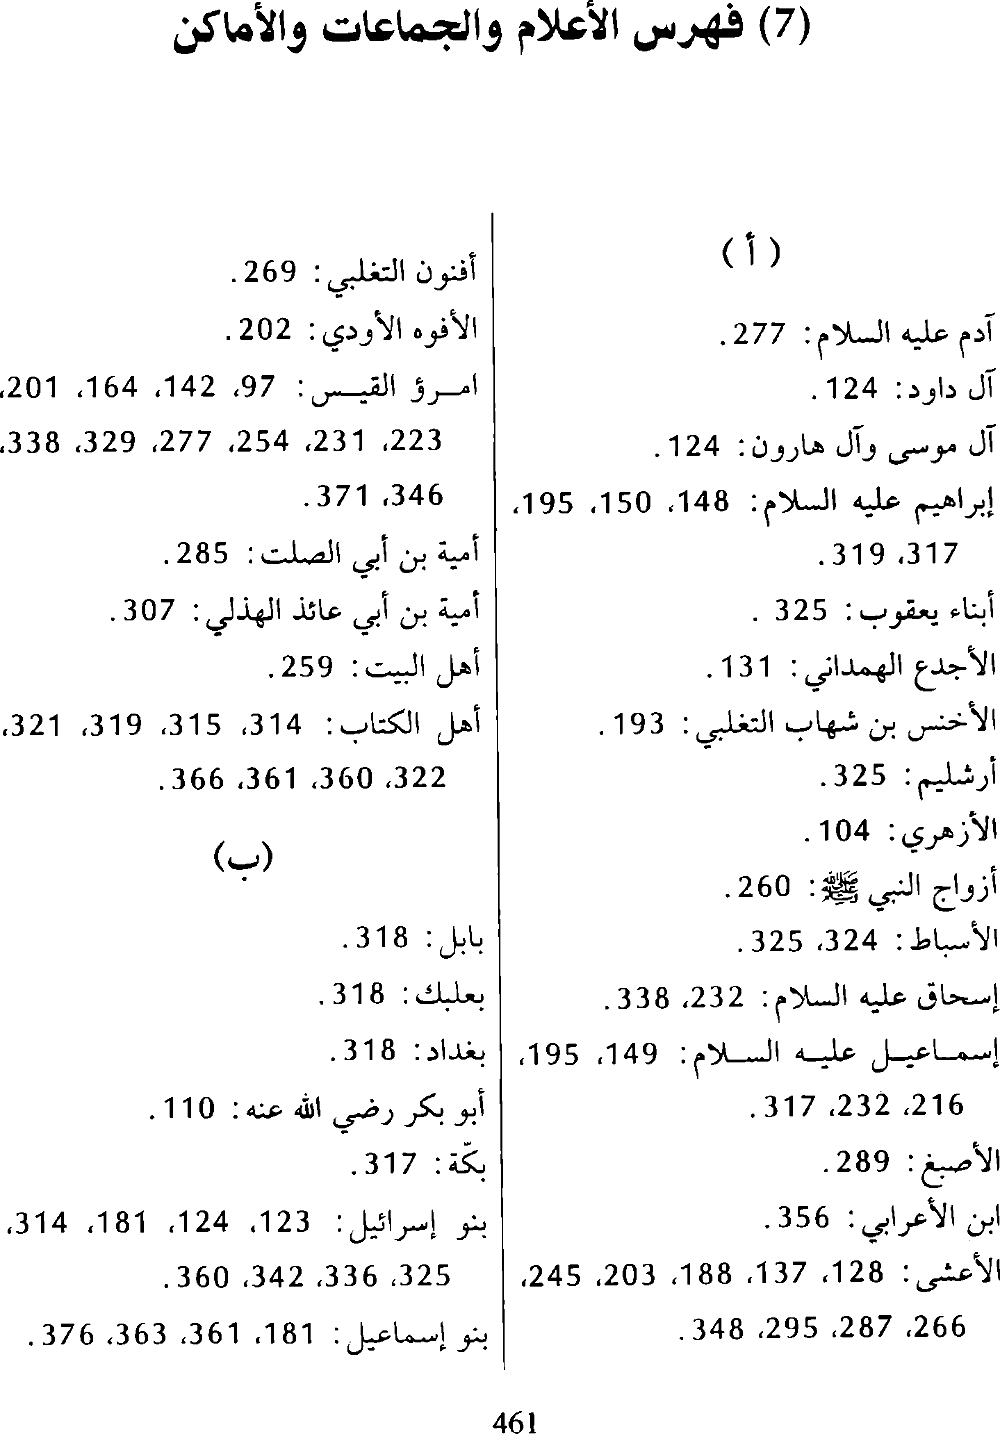 (7) فهرس الأعلام والجماعات والأماكن
( أ )
آدم عليه السلام: 277.
آل داود: 124.
آل موسى وآل هارون: 124.
إبراهيم عليه السلام: 148، 150، 195،
317، 319.
أبناء يعقوب: 325 .
الأجدع الهمداني: 131.
الأخنس بن شهاب التغلبي: 193.
أرشليم: 325.
الأزهري: 104.
أزواج النبي ﷺ: 260.
الأسباط: 324، 325.
إسحاق عليه السلام: 232، 338.
إسمـاعيـل عليـه السـلام: 149، 195،
216، 232، 317.
الأصبغ: 289.
ابن الأعرابي: 356.
الأعشى: 128، 137، 188، 203، 245،
266، 287، 295، 348.
أفنون التغلبي: 269.
الأفوه الأودي: 202.
امـرؤ القيـس: 97، 142، 164، 201،
223، 231، 254، 277، 329، 338،
346، 371.
أمية بن أبي الصلت: 285.
أمية بن أبي عائذ الهذلي: 307.
أهل البيت: 259.
أهل الكتاب: 314، 315، 319، 321،
322، 360، 361، 366.
(ب)
بابل: 318.
بعلبك: 318.
بغداد: 318.
أبو بكر رضي الله عنه: 110.
بكّة: 317.
بنو إسرائيل: 123، 124، 181، 314،
325، 336، 342، 360.
بنو إسماعيل: 181، 361، 363، 376.
461